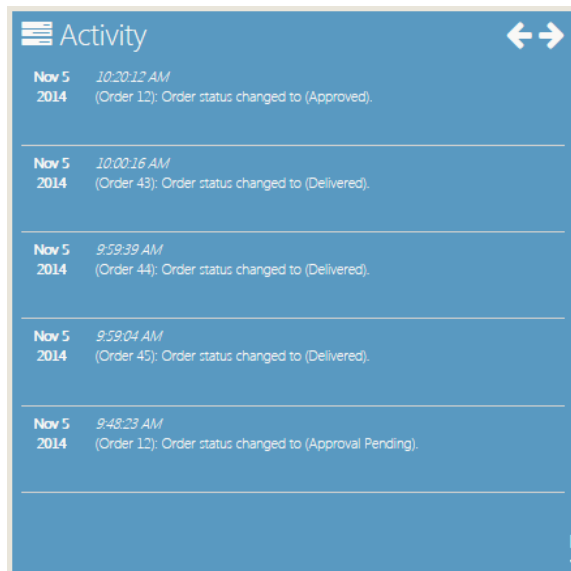 Activity
Nov 5 10:20:12 AM
2014 (Order 12): Order status changed to (Approved).
Nov 5 10:00:16 AM
2014 (Order 43): Order status changed to (Delivered).
Nov 5 9:59:39 AM
2014 (Order 44): Order status changed to (Delivered).
Nov 5 9:59:04 AM
2014 (Order 45): Order status changed to (Delivered).
Nov 5 9:48:23 AM
2014 (Order 12): Order status changed to (Approval Pending).